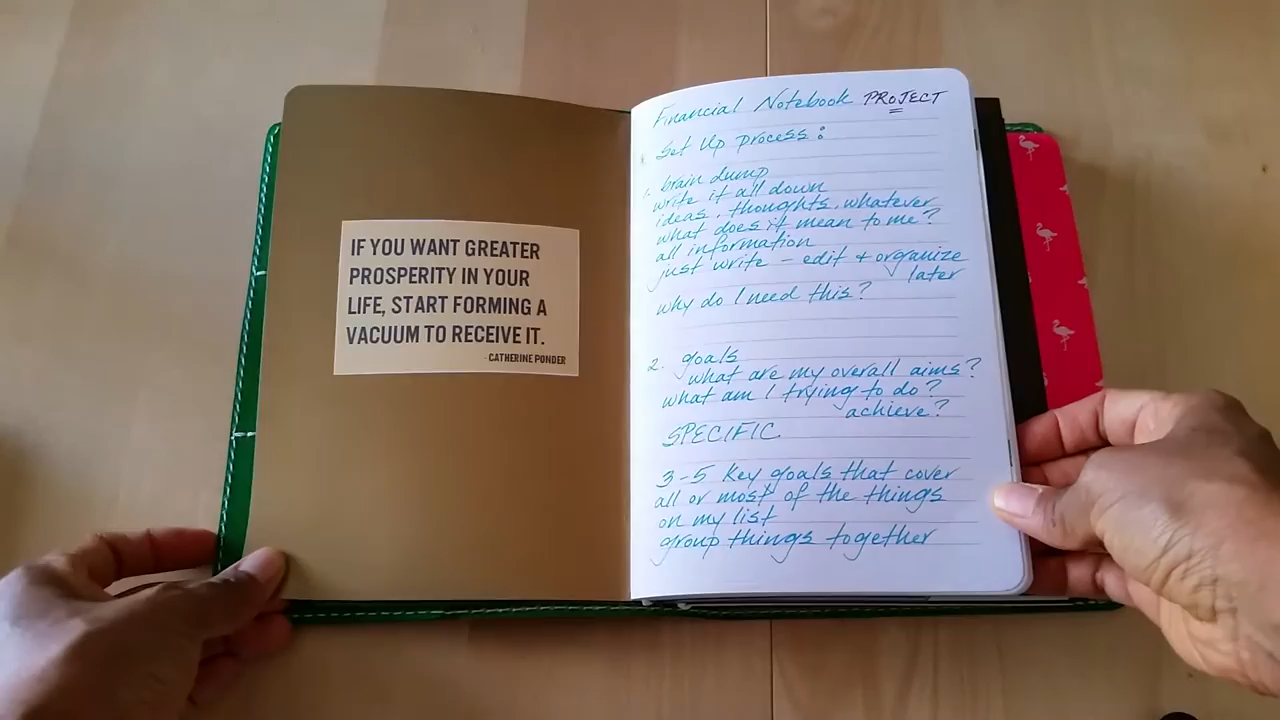 IF YOU WANT GREATER
PROSPERITY IN YOUR
LIFE, START FORMING A
VACUUM TO RECEIVE IT.
- CATHERINE PONDER
Financial Notebook PROJECT
Set Up process:
1. brain dump
write it all down
ideas, thoughts, whatever
what does it mean to me?
all information
just write - edit + organize
later
why do I need this?
2. goals
what are my overall aims?
what am I trying to do?
achieve?
SPECIFIC
3-5 Key goals that cover
all or most of the things
on my list
group things together